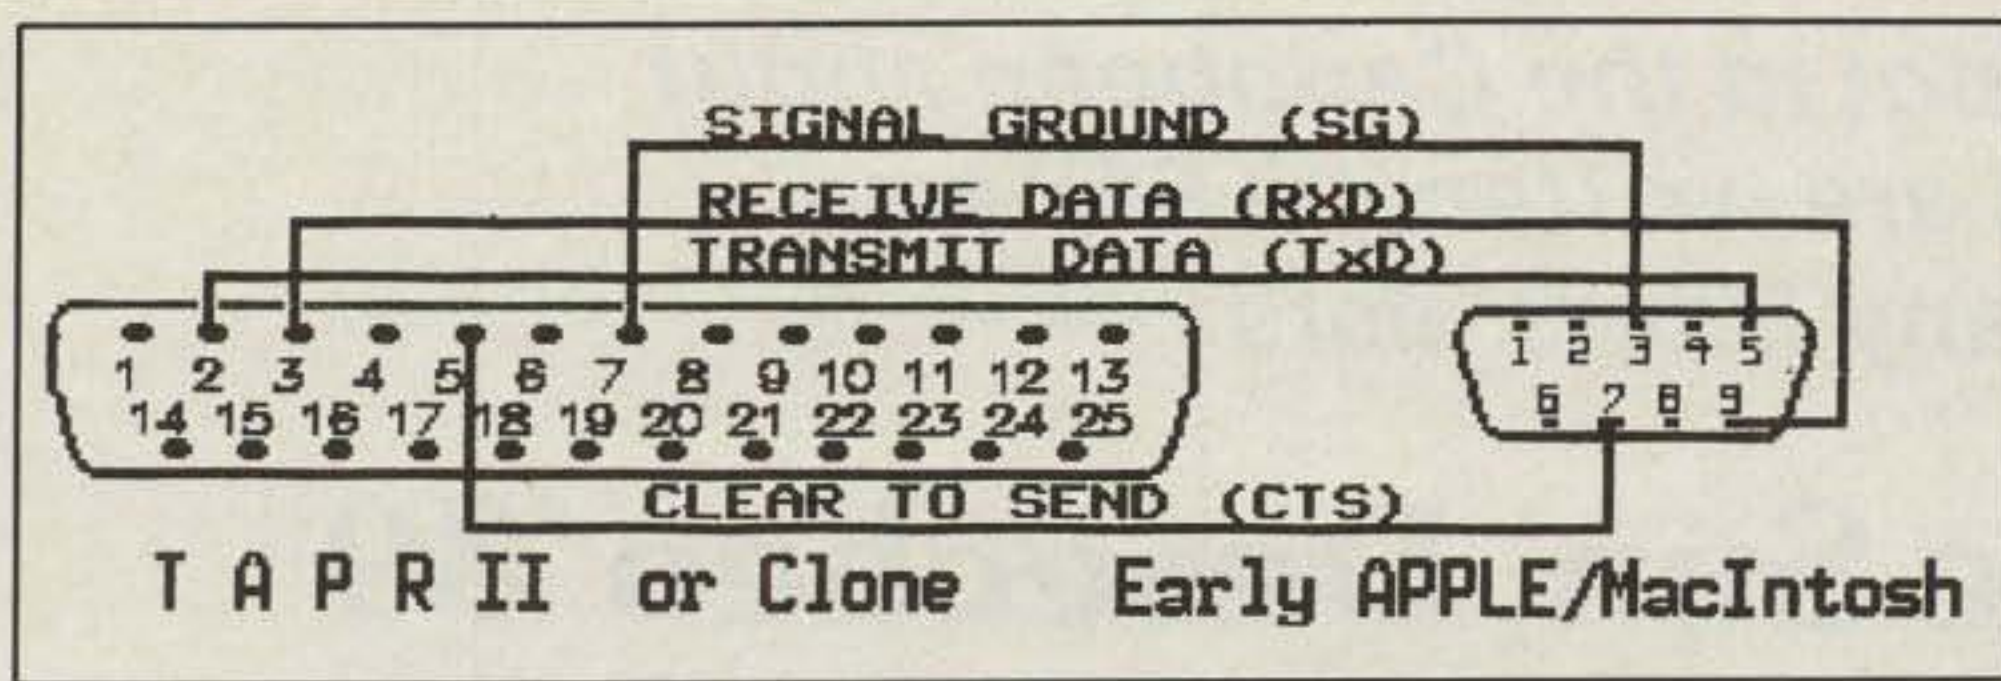 SIGNAL GROUND (SG)
RECEIVE DATA (RXD)
TRANSMIT DATA (TxD)
1 2 3 4 5 6 7 8 9 10 11 12 13
14 15 16 17 18 19 20 21 22 23 24 25
1 2 3 4 5
6 7 8 9
CLEAR TO SEND (CTS)
T A P R II or Clone Early APPLE/MacIntosh